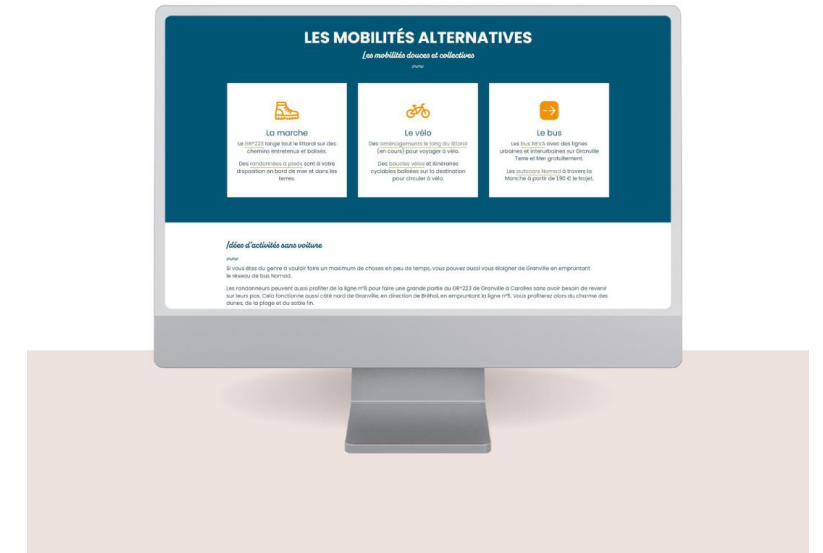 LES MOBILITÉS ALTERNATIVES
Les mobilités douces et collectives
La marche
Le GR®223 longe tout le littoral sur des
chemins entretenus et balisés.
Des randonnées à pieds sont à votre
disposition en bord de mer et dans les
terres.
Le vélo
Des aménagements le long du littoral
(en cours) pour voyager à vélo.
Des boucles vélos et itinéraires
cyclables balisées sur la destination
pour circuler à vélo.
Le bus
Les bus NEVA avec des lignes
urbaines et interurbaines sur Granville
Terre et Mer gratuitement.
Les autocars Nomad à travers la
Manche à partir de 1.90 € le trajet.
Idées d'activités sans voiture
Si vous êtes du genre à vouloir faire un maximum de choses en peu de temps, vous pouvez aussi vous éloigner de Granville en empruntant
le réseau de bus Nomad.
Les randonneurs peuvent aussi profiter de la ligne n°6 pour faire une grande partie du GR®223 de Granville à Carolles sans avoir besoin de revenir
sur leurs pas. Cela fonctionne aussi côté nord de Granville, en direction de Bréhal, en empruntant la ligne n°5. Vous profiterez alors du charme des
dunes, de la plage et du sable fin.